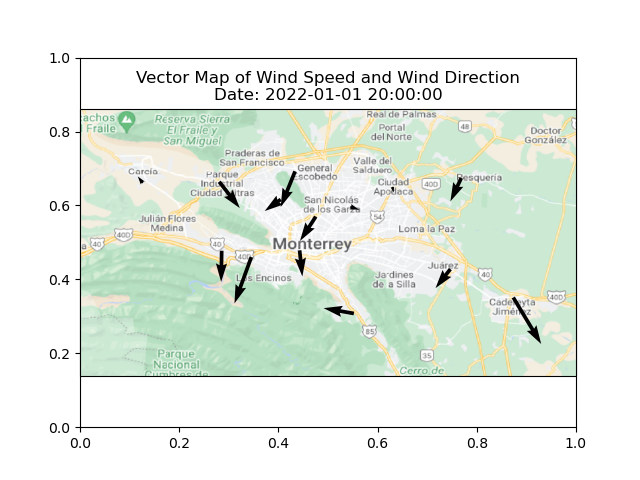 Vector Map of Wind Speed and Wind Direction
Date: 2022-01-01 20:00:00
1.0
0.8
0.6
0.4
0.2
0.0
0.0
0.2
0.4
0.6
0.8
1.0
achos
Fraile
Reserva Sierra
El Fraile y
San Miguel
Real de Palmas
Portal
del Norte
48
Doctor
González
Praderas de
San Francisco
García
Parque
Industrial
Ciudad Mitras
General
Escobedo
Valle del
Salduero
Ciudad
Apodaca
40D
Pesquería
San Nicolás
de los Garza
54
Julián Flores
Medina
Loma la Paz
40
40D
40
40D
Monterrey
Los Encinos
Juárez
Jardines
de la Silla
40
40D
Cadereyta
Jiménez
85
35
Parque
Nacional
Cumbres de
Cerro de